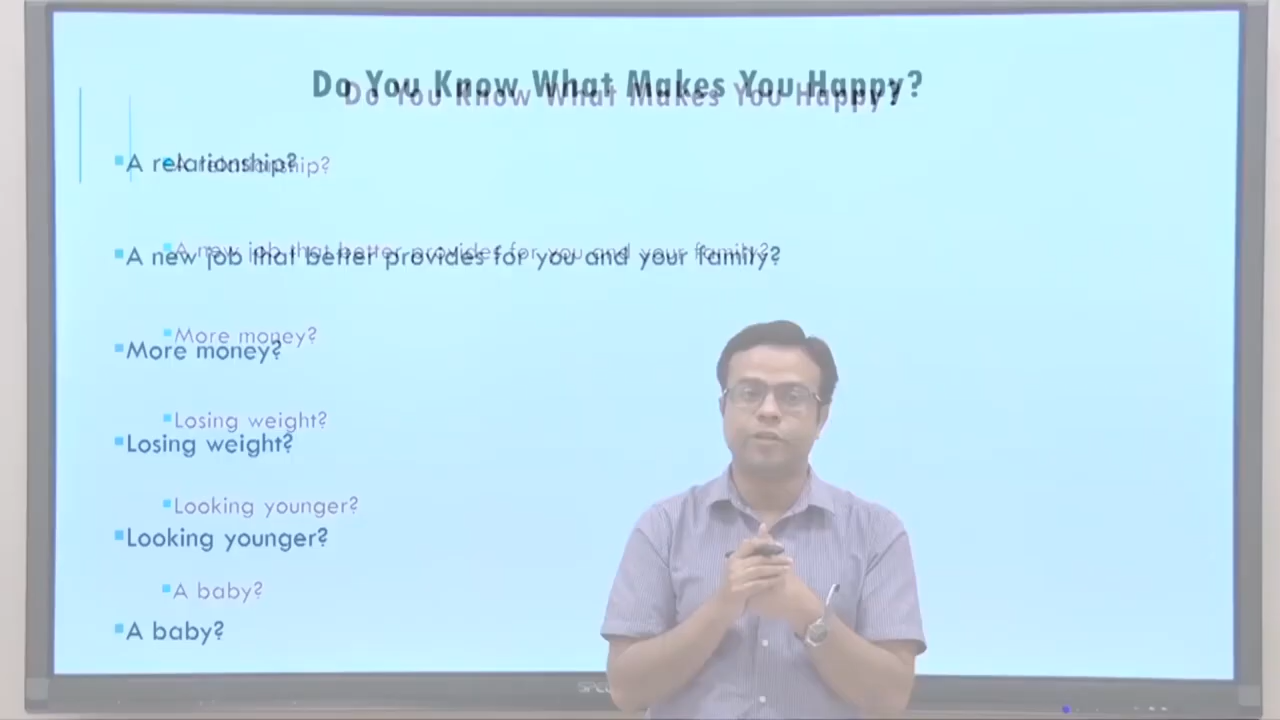 Do You Know What Makes You Happy?
A relationship?
A new job that better provides for you and your family?
More money?
Losing weight?
Looking younger?
A baby?